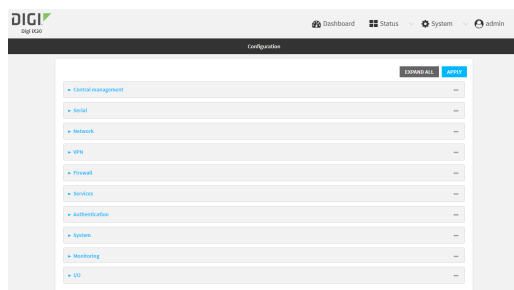 DIGI
Digi IX30
Dashboard
Status
System
admin
Configuration
EXPAND ALL
APPLY
Central management
Serial
Network
VPN
Firewall
Services
Authentication
System
Monitoring
I/O